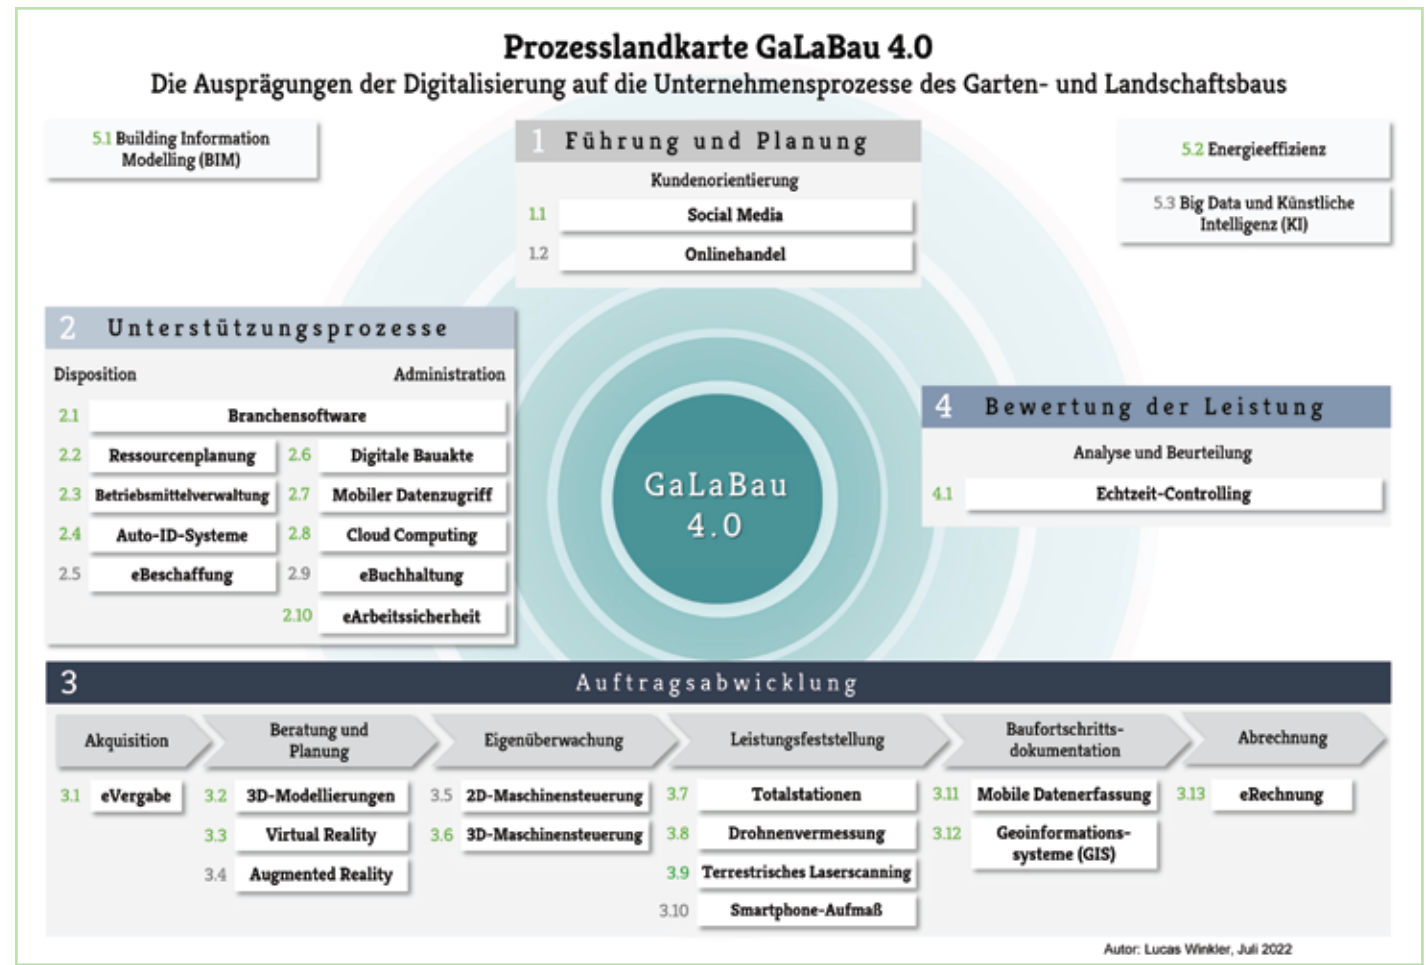 Prozesslandkarte GaLaBau 4.0
Die Ausprägungen der Digitalisierung auf die Unternehmensprozesse des Garten- und Landschaftsbaus
5.1 Building Information
Modelling (BIM)
1 Führung und Planung
Kundenorientierung
1.1 Social Media
1.2 Onlinehandel
5.2 Energieeffizienz
5.3 Big Data und Künstliche
Intelligenz (KI)
2 Unterstützungsprozesse
Disposition
Administration
2.1 Branchensoftware
2.2 Ressourcenplanung
2.6 Digitale Bauakte
2.3 Betriebsmittelverwaltung
2.7 Mobiler Datenzugriff
2.4 Auto-ID-Systeme
2.8 Cloud Computing
2.5 eBeschaffung
2.9 eBuchhaltung
2.10 eArbeitssicherheit
GaLaBau
4.0
4 Bewertung der Leistung
Analyse und Beurteilung
4.1 Echtzeit-Controlling
3 Auftragsabwicklung
Akquisition
3.1 eVergabe
Beratung und
Planung
3.2 3D-Modellierungen
3.3 Virtual Reality
3.4 Augmented Reality
Eigenüberwachung
3.5 2D-Maschinensteuerung
3.6 3D-Maschinensteuerung
Leistungsfeststellung
3.7 Totalstationen
3.8 Drohnenvermessung
3.9 Terrestrisches Laserscanning
3.10 Smartphone-Aufmaß
Baufortschritts-
dokumentation
3.11 Mobile Datenerfassung
3.12 Geoinformations-
systeme (GIS)
Abrechnung
3.13 eRechnung
Autor: Lucas Winkler, Juli 2022